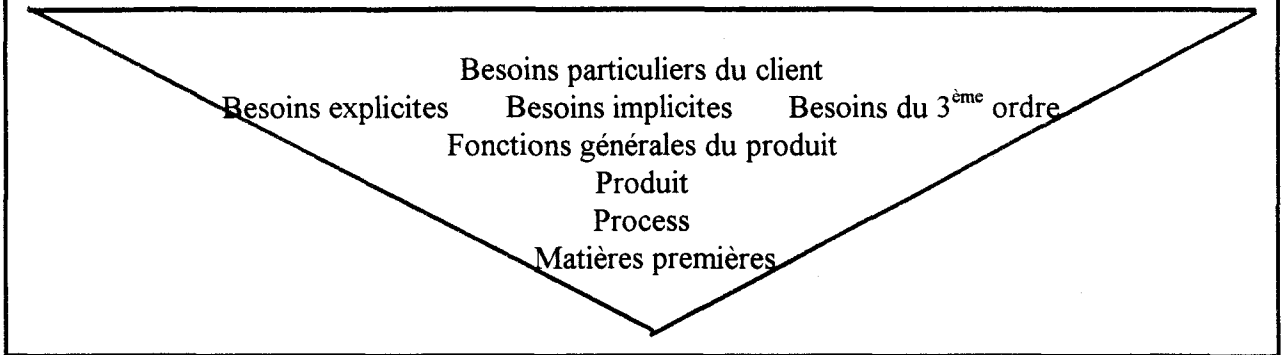 Besoins particuliers du client
Besoins explicites Besoins implicites Besoins du 3ème ordre
Fonctions générales du produit
Produit
Process
Matières premières